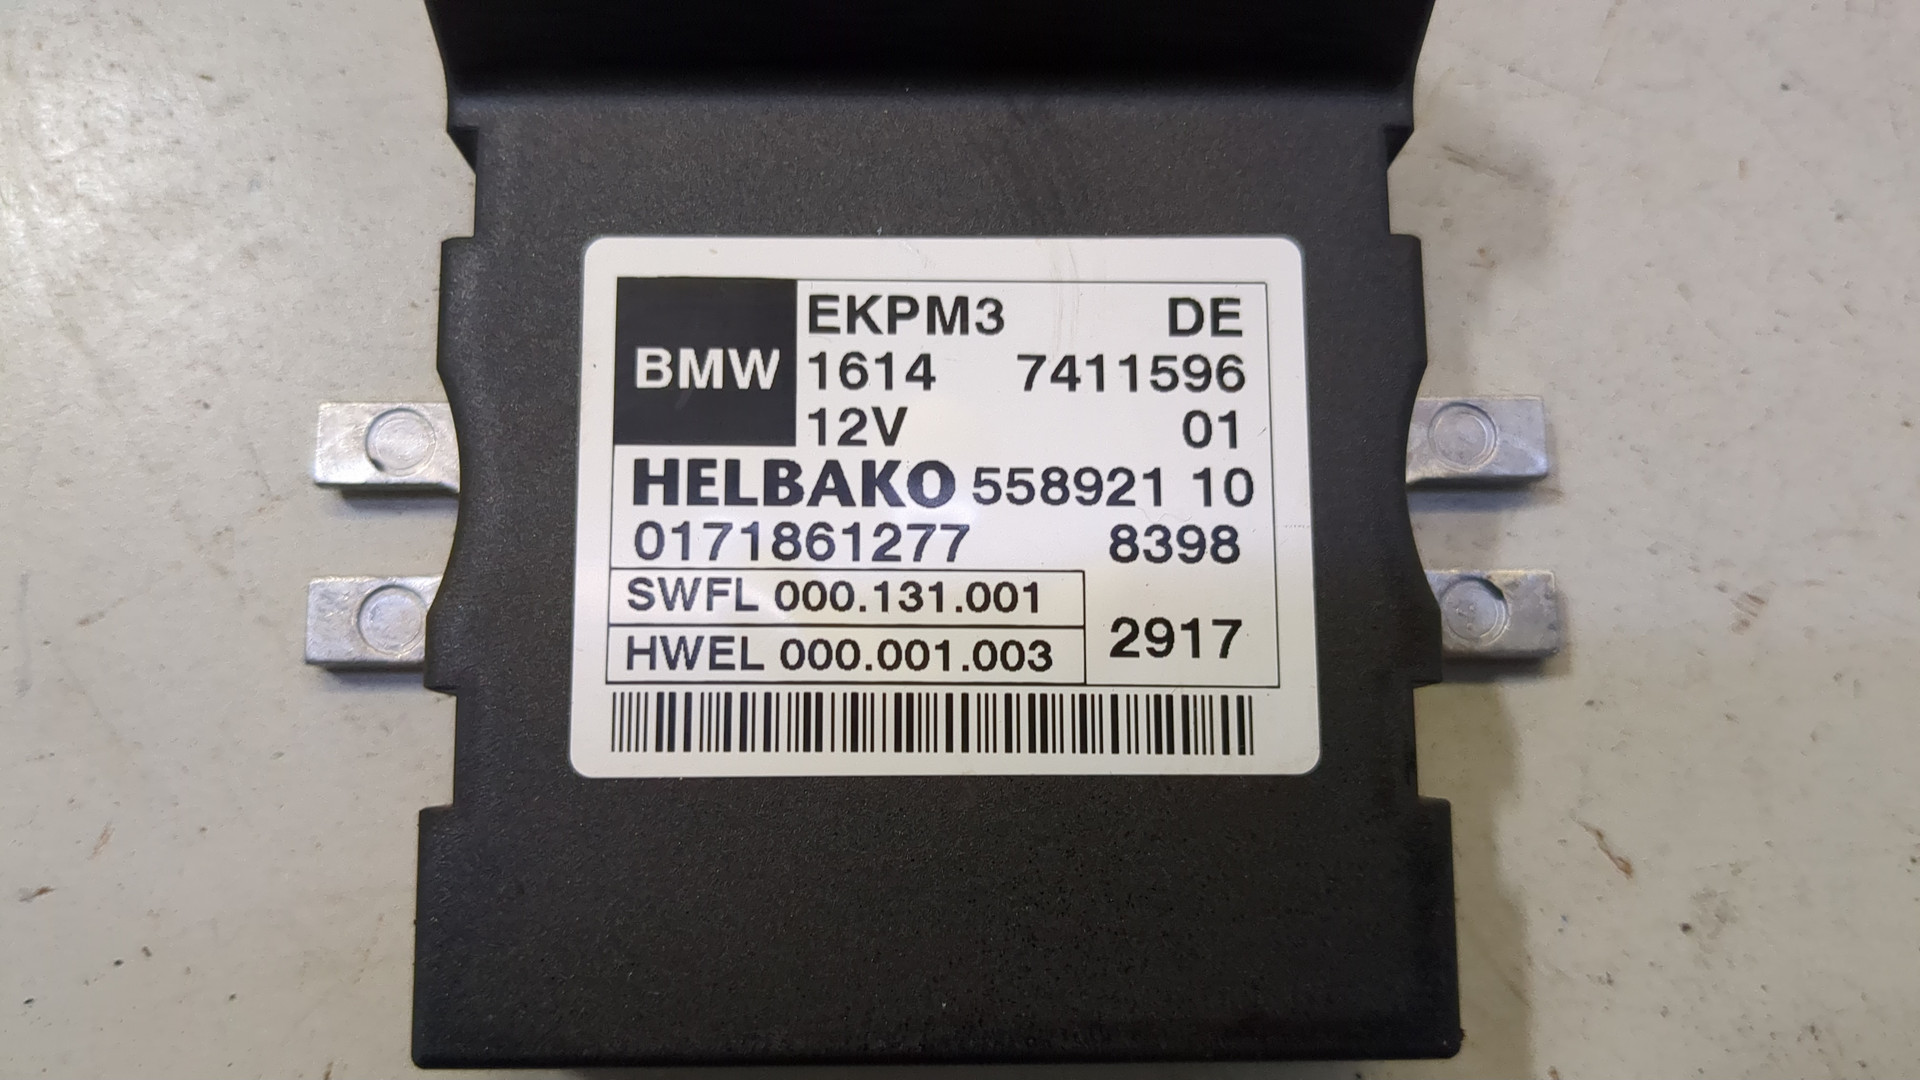 EKPM3 DE
BMW 1614 7411596
12V 01
HELBAKO 558921 10
0171861277 8398
SWFL 000.131.001
HWEL 000.001.003 2917